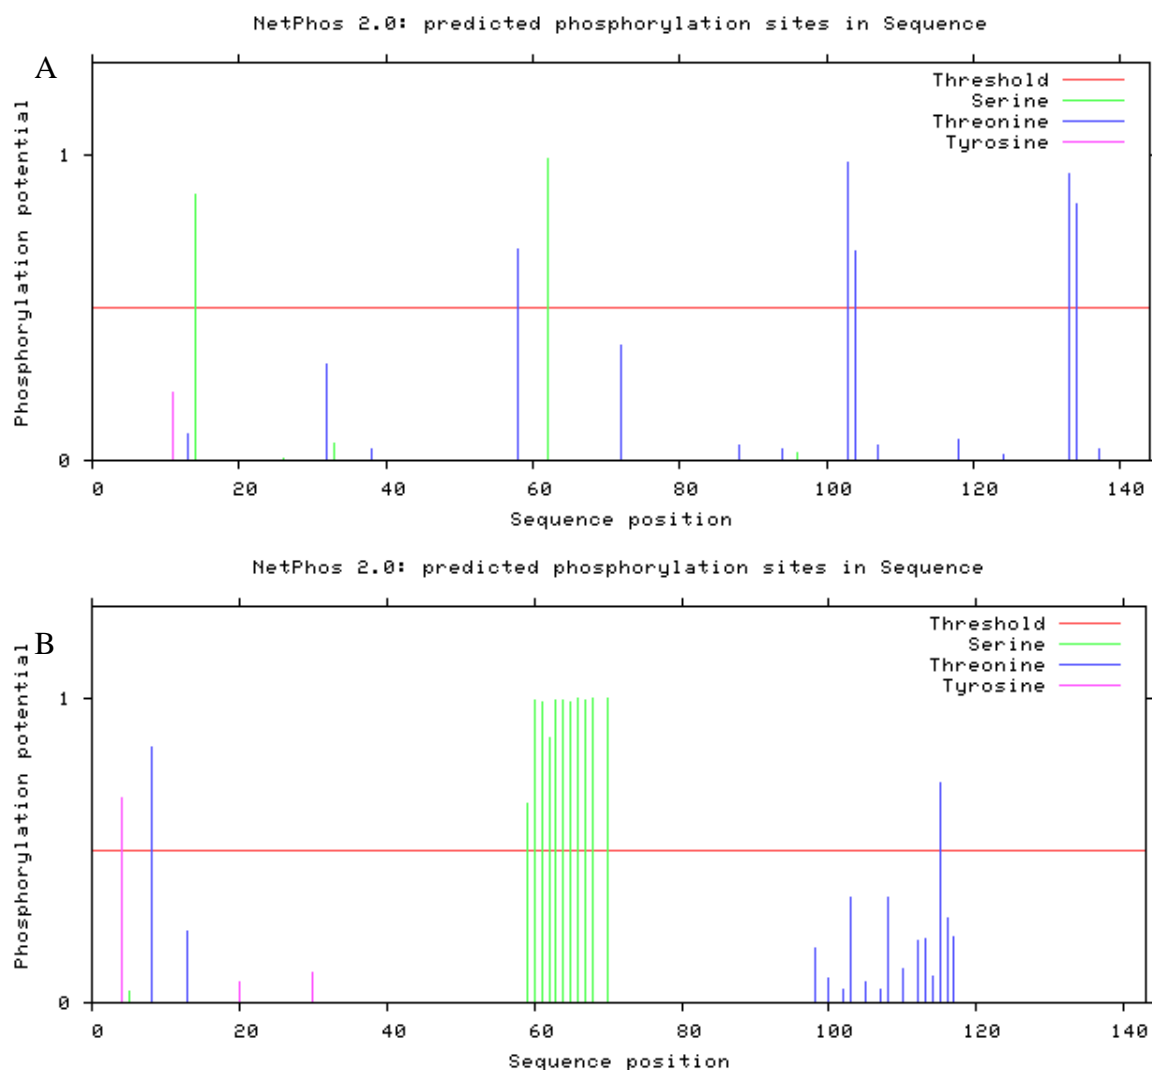 NetPhos 2.0: predicted phosphorylation sites in Sequence
A
Phosphorylation potential
Threshold
Serine
Threonine
Tyrosine
1
0
0 20 40 60 80 100 120 140
Sequence position
NetPhos 2.0: predicted phosphorylation sites in Sequence
B
Phosphorylation potential
Threshold
Serine
Threonine
Tyrosine
1
0
0 20 40 60 80 100 120 140
Sequence position